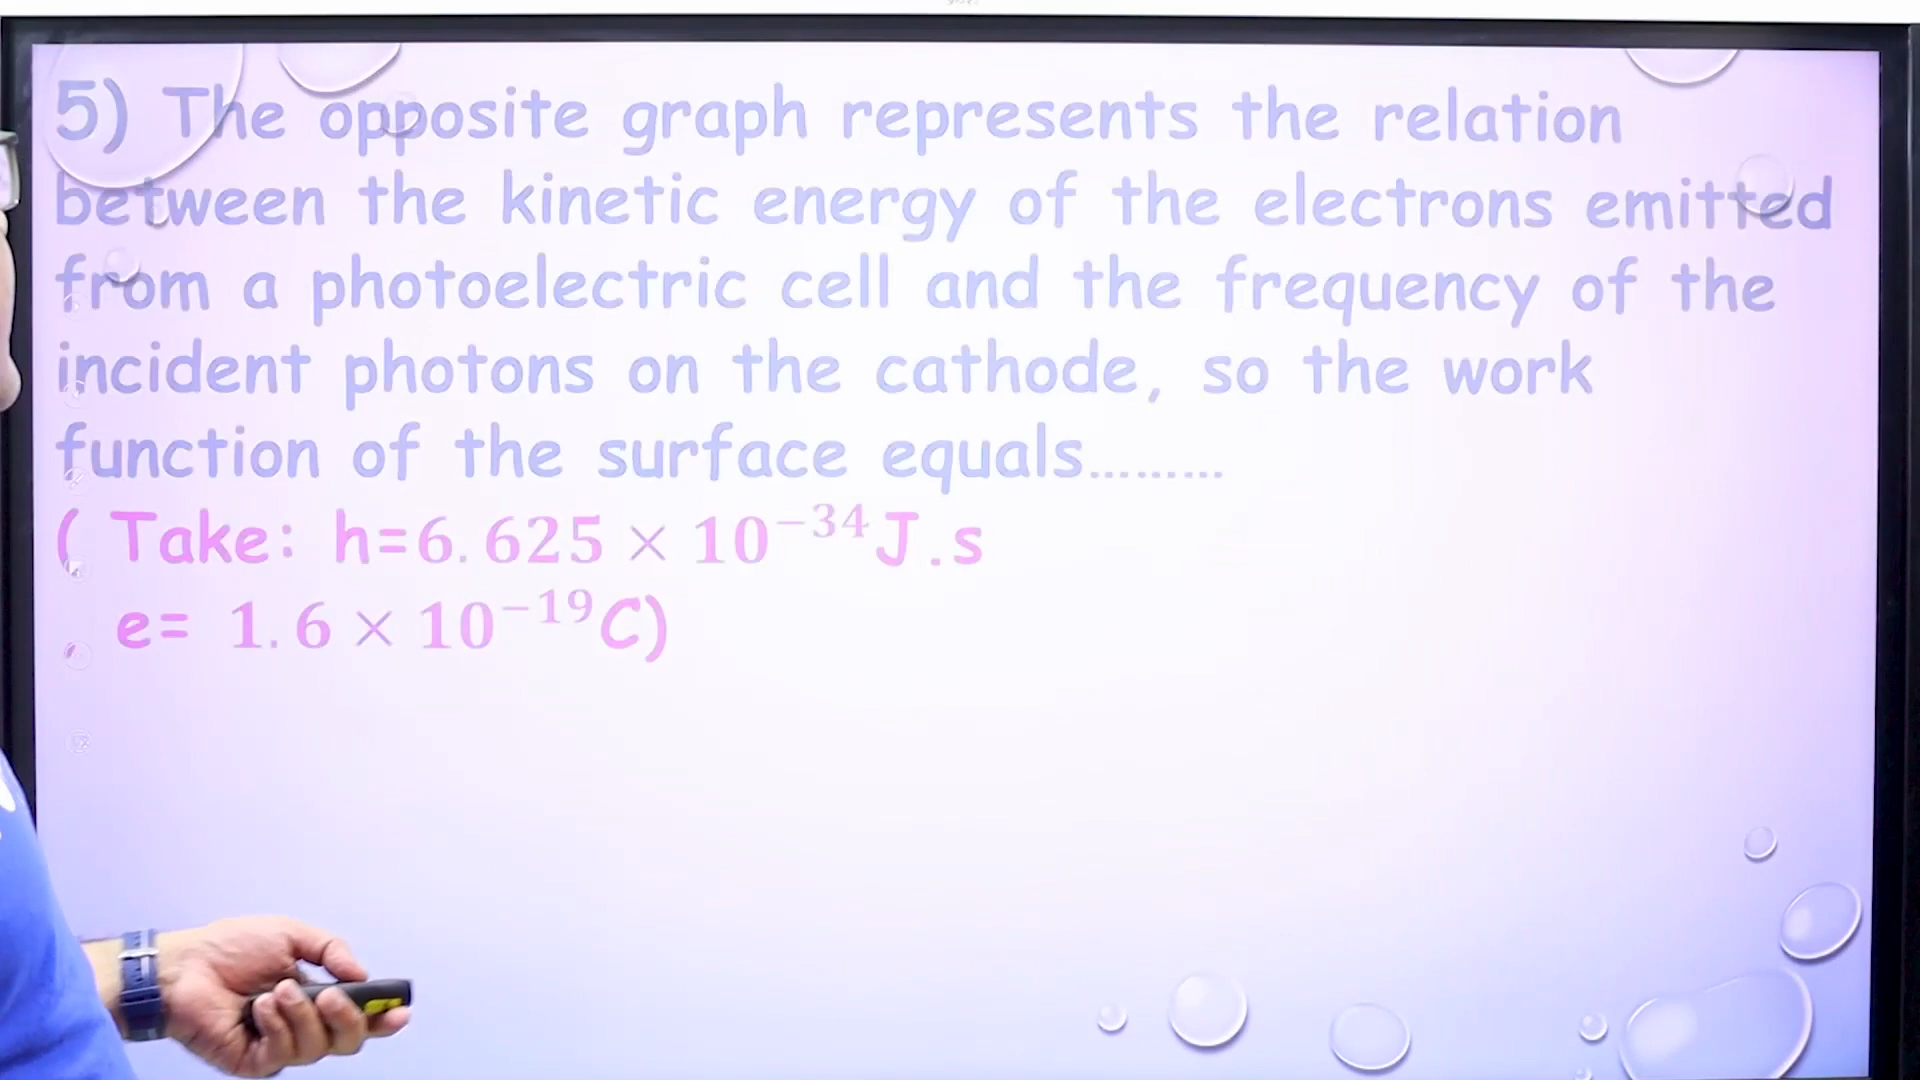 5) The opposite graph represents the relation
between the kinetic energy of the electrons emitted
from a photoelectric cell and the frequency of the
incident photons on the cathode, so the work
function of the surface equals.........
( Take: h=6.625 × 10⁻³⁴J.s
e= 1.6 × 10⁻¹⁹C)